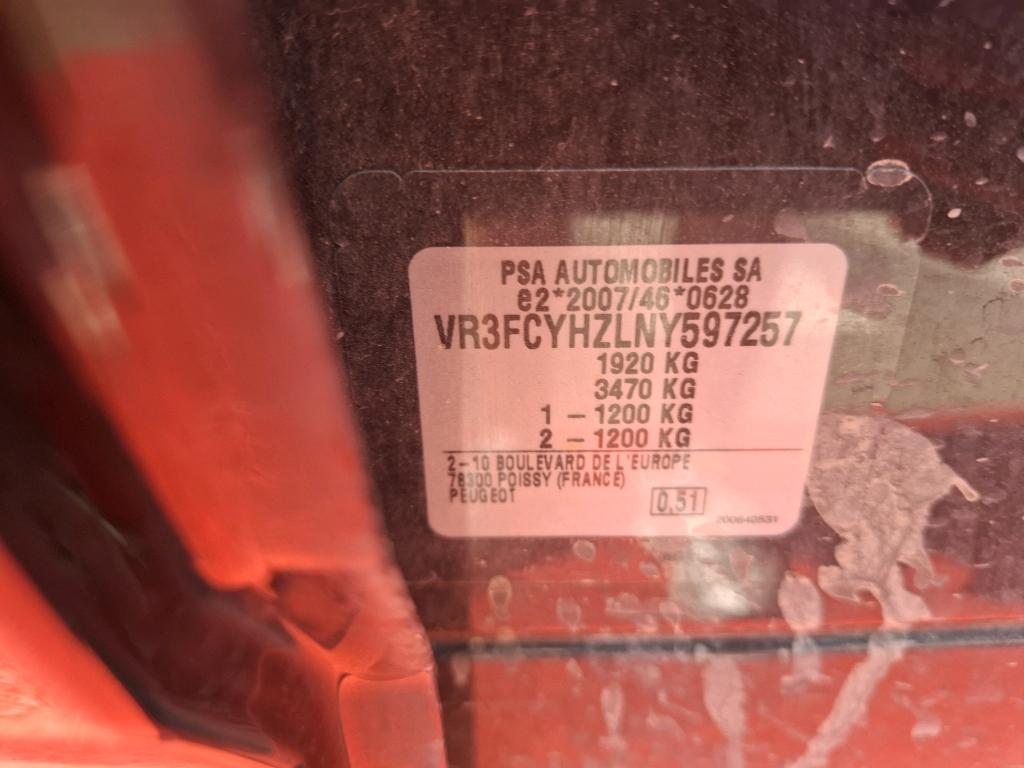 PSA AUTOMOBILES SA
e2*2007/46*0628
VR3FCYHZLNY597257
1920 KG
3470 KG
1 – 1200 KG
2 – 1200 KG
2–10 BOULEVARD DE L'EUROPE
78300 POISSY (FRANCE)
PEUGEOT
0,51
200640531